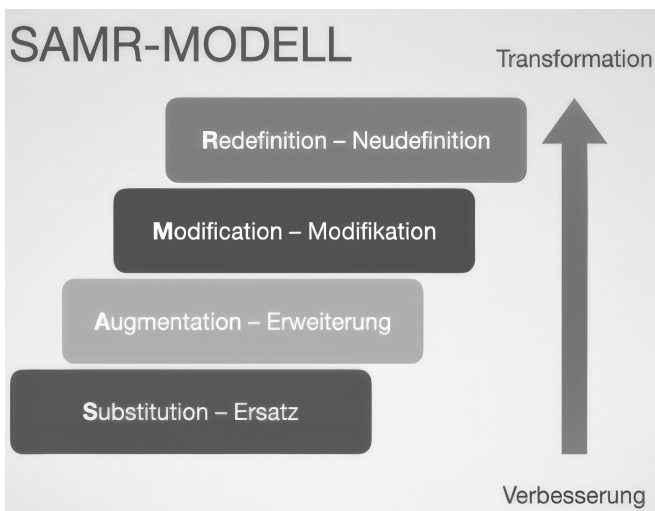 SAMR-MODELL
Transformation
Redefinition – Neudefinition
Modification – Modifikation
Augmentation – Erweiterung
Substitution – Ersatz
Verbesserung